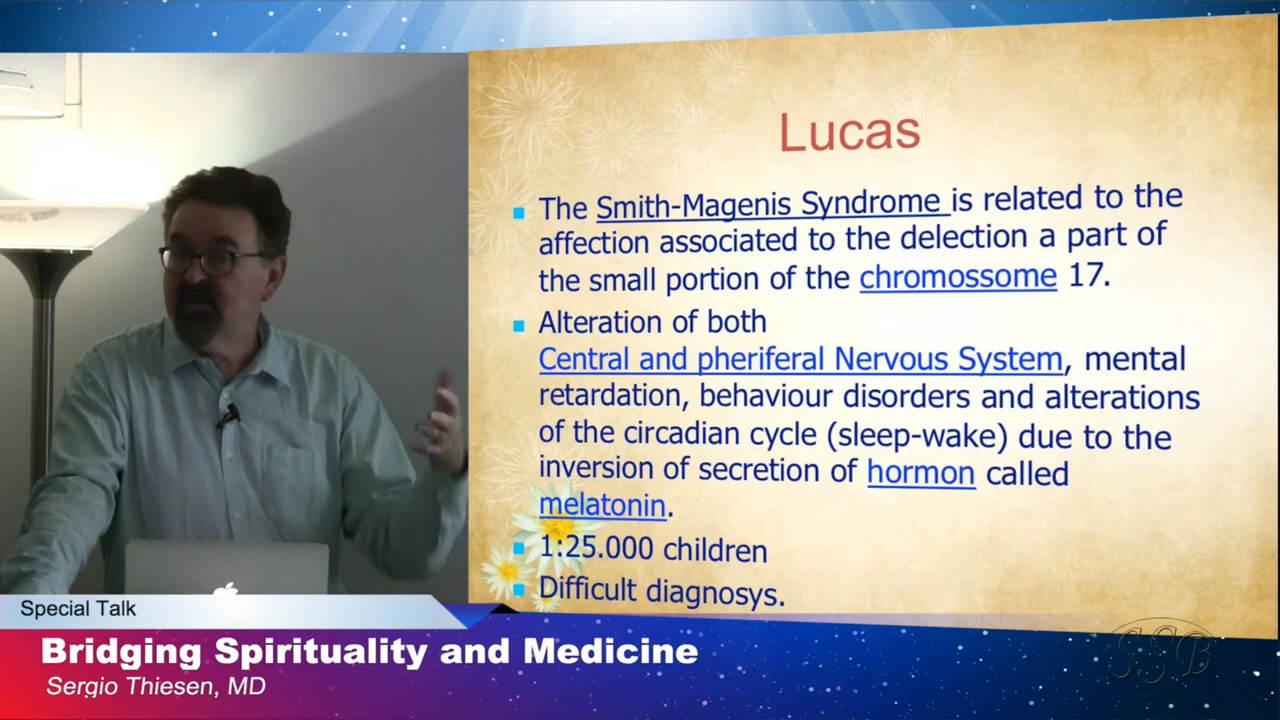 Lucas
The Smith-Magenis Syndrome is related to the
affection associated to the delection a part of
the small portion of the chromossome 17.
Alteration of both
Central and pheriferal Nervous System, mental
retardation, behaviour disorders and alterations
of the circadian cycle (sleep-wake) due to the
inversion of secretion of hormon called
melatonin.
1:25.000 children
Difficult diagnosys.
Special Talk
Bridging Spirituality and Medicine
Sergio Thiesen, MD
SSB